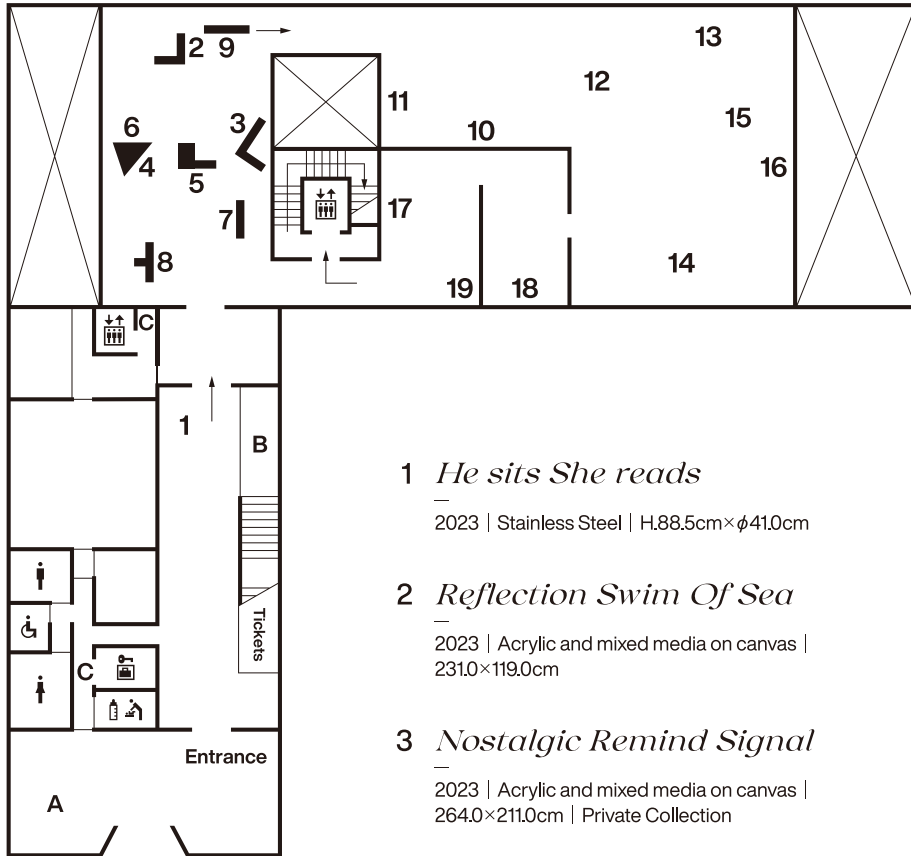 2
9
13
12
3
11
15
6
10
4
16
5
17
7
8
14
19
18
C
1
B
Tickets
C
Entrance
A
1 He sits She reads
2023 | Stainless Steel | H.88.5cm×φ41.0cm
2 Reflection Swim Of Sea
2023 | Acrylic and mixed media on canvas |
231.0×119.0cm
3 Nostalgic Remind Signal
2023 | Acrylic and mixed media on canvas |
264.0×211.0cm | Private Collection